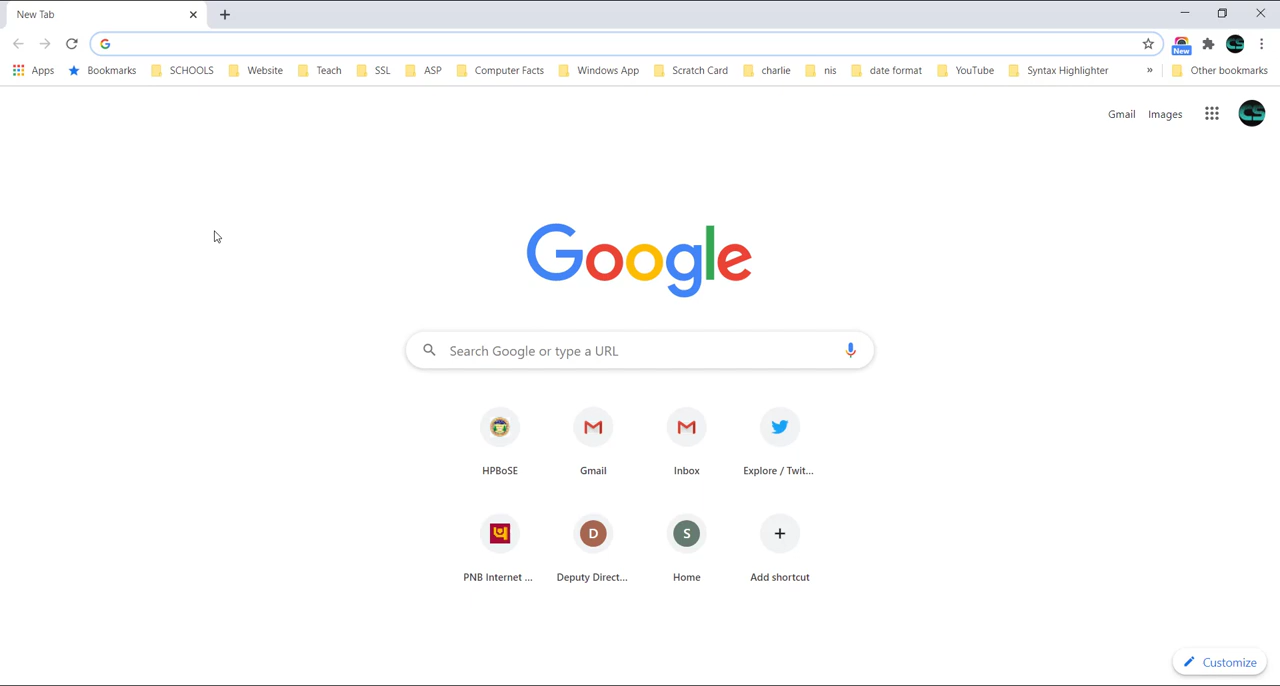 New Tab
Apps Bookmarks SCHOOLS Website Teach SSL ASP Computer Facts Windows App Scratch Card charlie nis date format YouTube Syntax Highlighter » Other bookmarks
New
Gmail Images
CS
Google
Search Google or type a URL
HPBoSE Gmail Inbox Explore / Twit...
D S
PNB Internet ... Deputy Direct... Home Add shortcut
Customize